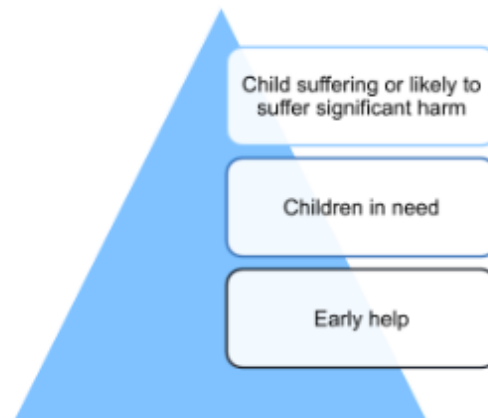 Child suffering or likely to
suffer significant harm
Children in need
Early help